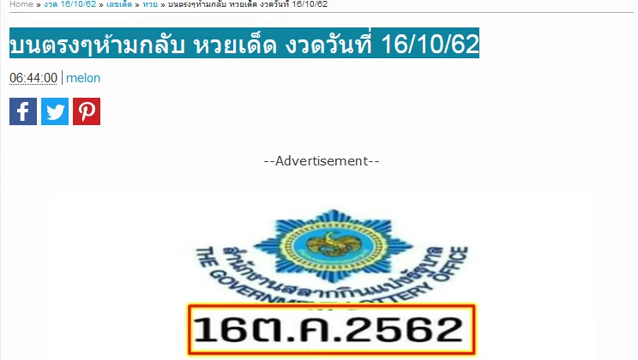 Home » งวด 16/10/62 » เลขเด็ด » หวย » บนตรงๆห้ามกลับ หวยเด็ด งวดวันที่ 16/10/62
บนตรงๆห้ามกลับ หวยเด็ด งวดวันที่ 16/10/62
06:44:00 melon
--Advertisement--
สำนักงานสลากกินแบ่งรัฐบาล
THE GOVERNMENT LOTTERY OFFICE
16ต.ค.2562